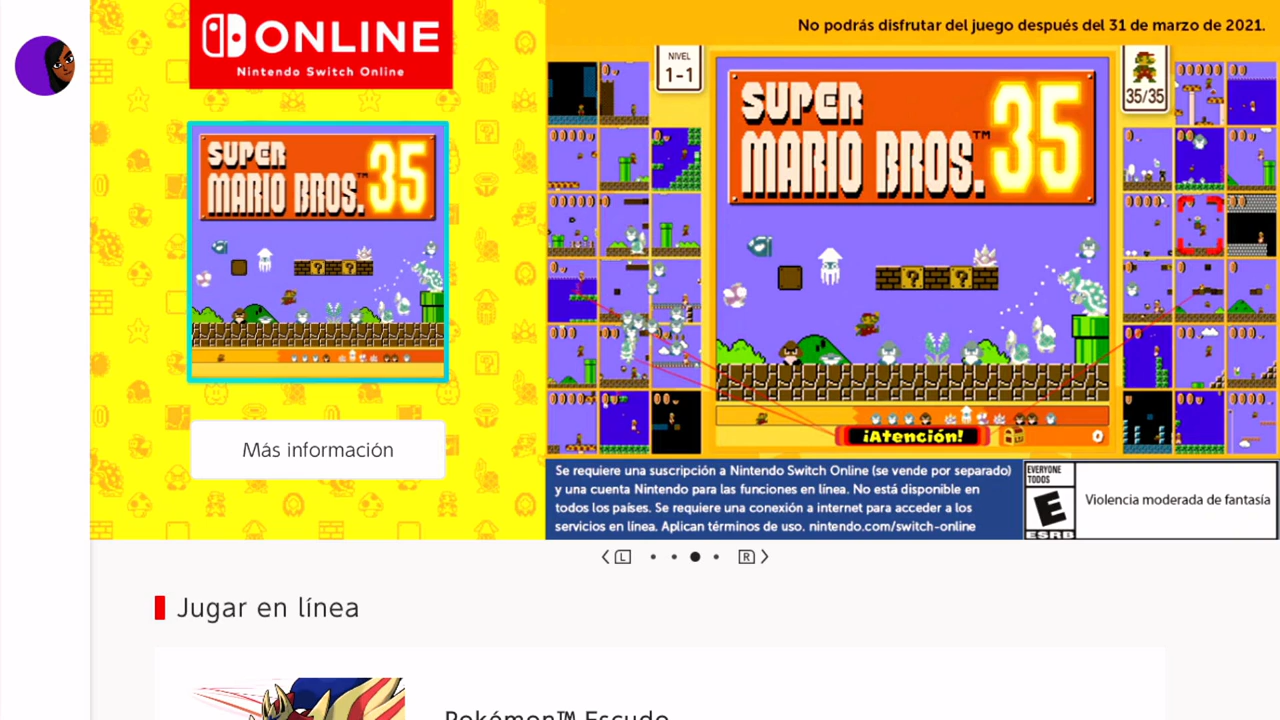 ONLINE
Nintendo Switch Online
SUPER
MARIO BROS.™ 35
Más información
No podrás disfrutar del juego después del 31 de marzo de 2021.
NIVEL
1-1
35/35
SUPER
MARIO BROS.™ 35
¡Atención!
0
Se requiere una suscripción a Nintendo Switch Online (se vende por separado)
y una cuenta Nintendo para las funciones en línea. No está disponible en
todos los países. Se requiere una conexión a internet para acceder a los
servicios en línea. Aplican términos de uso. nintendo.com/switch-online
EVERYONE
TODOS
E
ESRB
Violencia moderada de fantasía
L
R
Jugar en línea
Pokémon™ Escudo